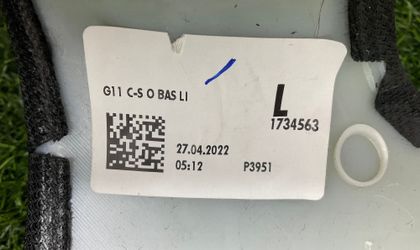 G11 C-S O BAS LI
L
1734563
27.04.2022
05:12 P3951